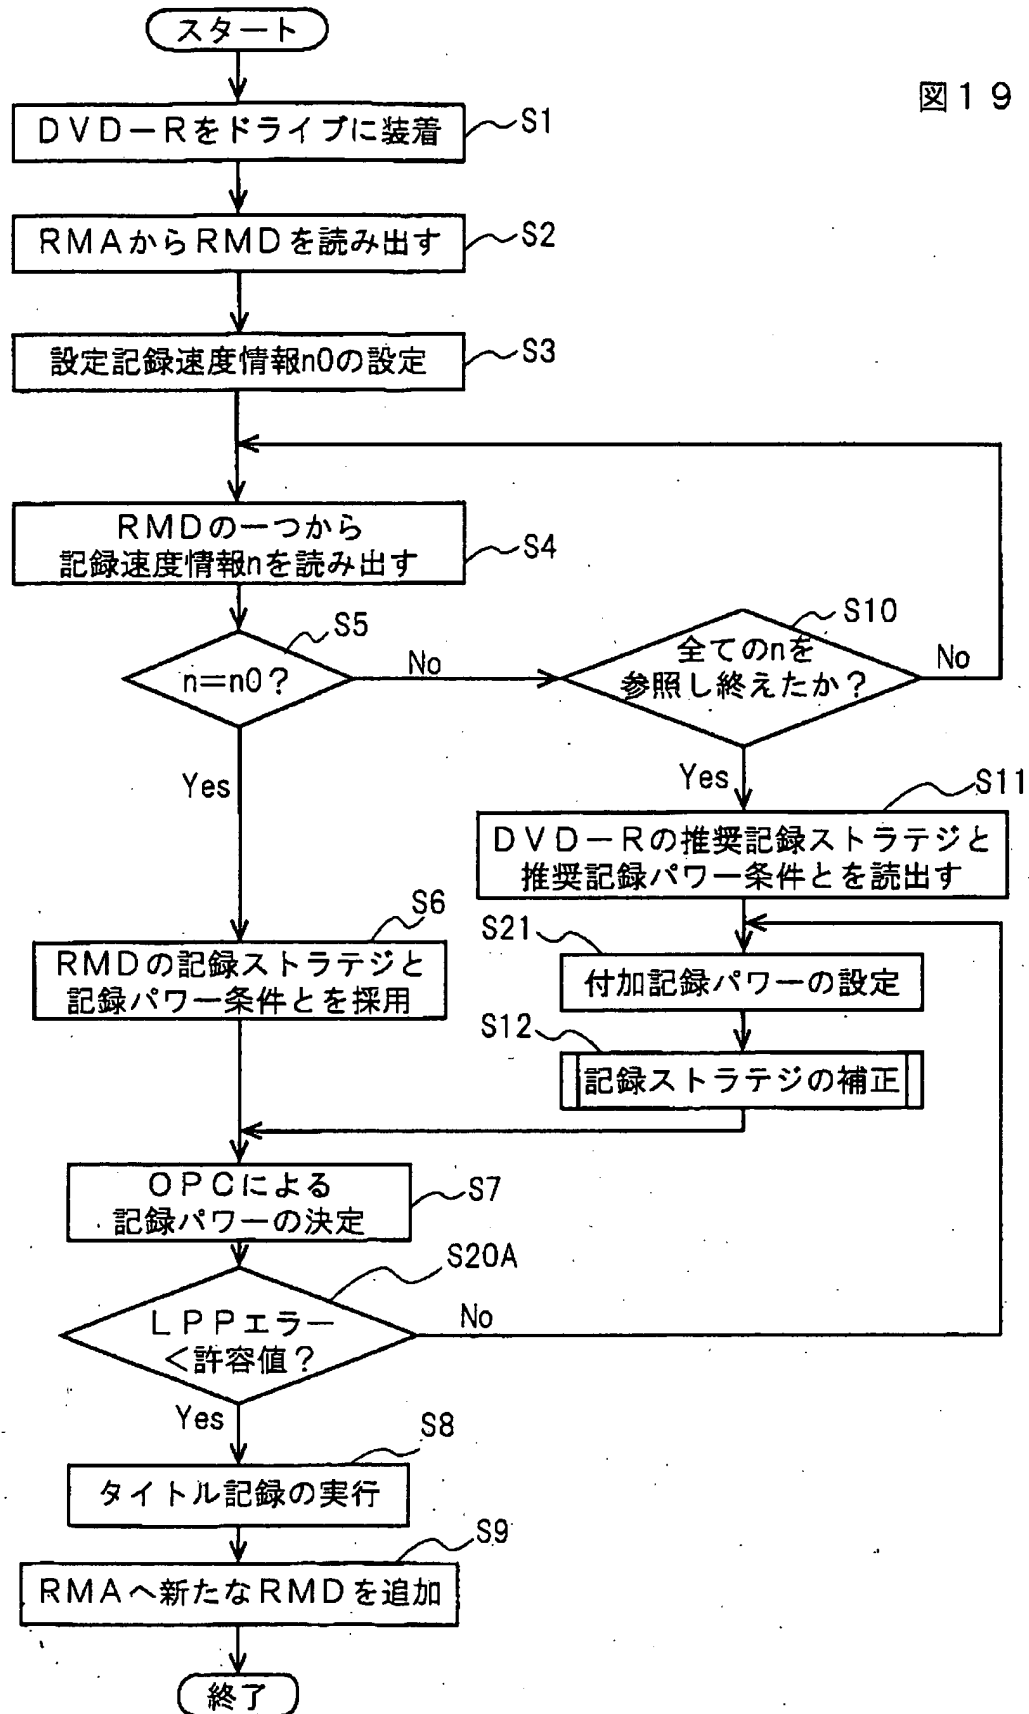 スタート
図19
DVD-Rをドライブに装着
S1
RMAからRMDを読み出す
S2
設定記録速度情報n0の設定
S3
RMDの一つから
記録速度情報nを読み出す
S4
S5
n=n0?
No
S10
全てのnを
参照し終えたか?
No
Yes
Yes
S11
DVD-Rの推奨記録ストラテジと
推奨記録パワー条件とを読出す
S6
RMDの記録ストラテジと
記録パワー条件とを採用
S21
付加記録パワーの設定
S12
記録ストラテジの補正
OPCによる
記録パワーの決定
S7
S20A
LPPエラー
<許容値?
No
Yes
S8
タイトル記録の実行
S9
RMAへ新たなRMDを追加
終了